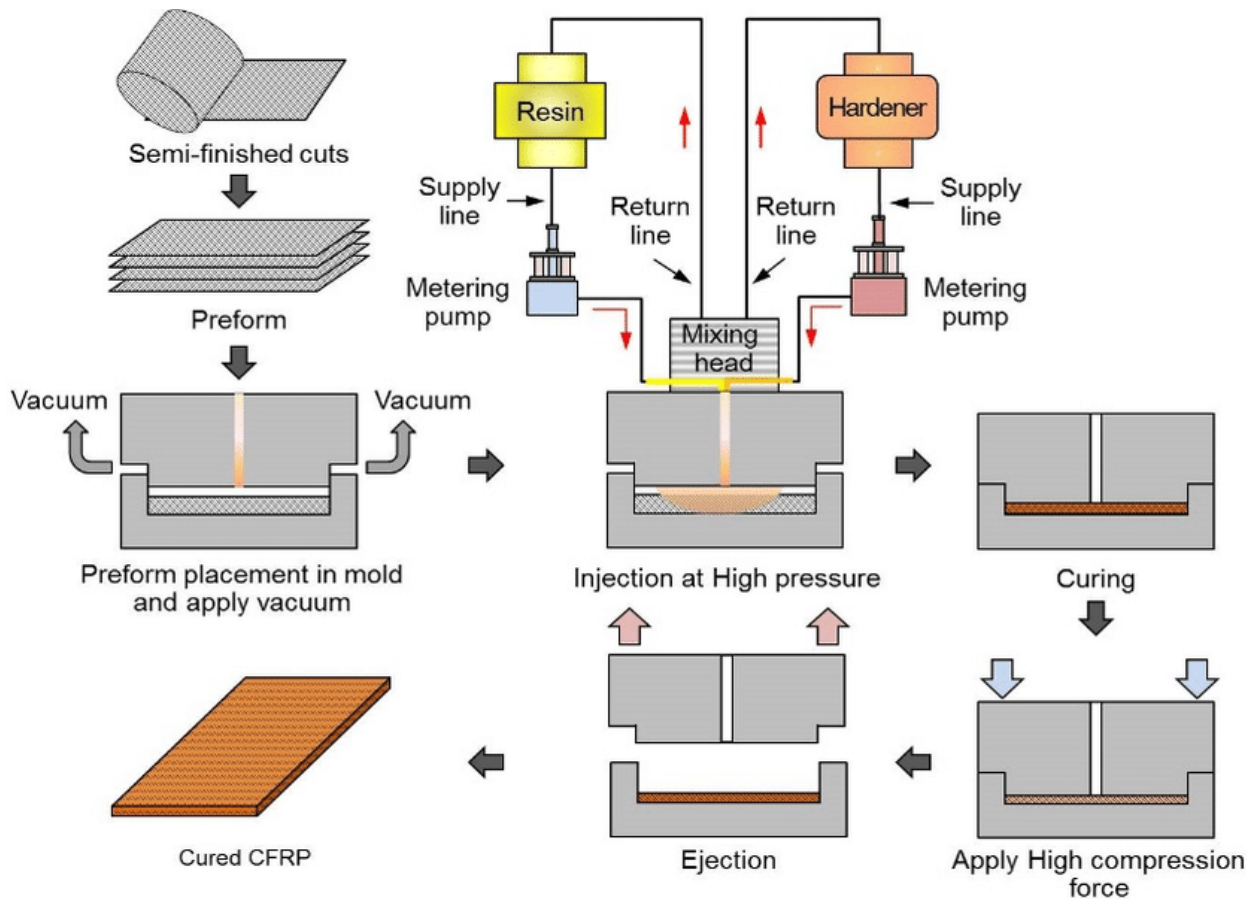 Semi-finished cuts
Preform
Resin
Hardener
Supply
line
Return
line
Return
line
Supply
line
Metering
pump
Metering
pump
Mixing
head
Vacuum
Vacuum
Preform placement in mold
and apply vacuum
Injection at High pressure
Curing
Cured CFRP
Ejection
Apply High compression
force